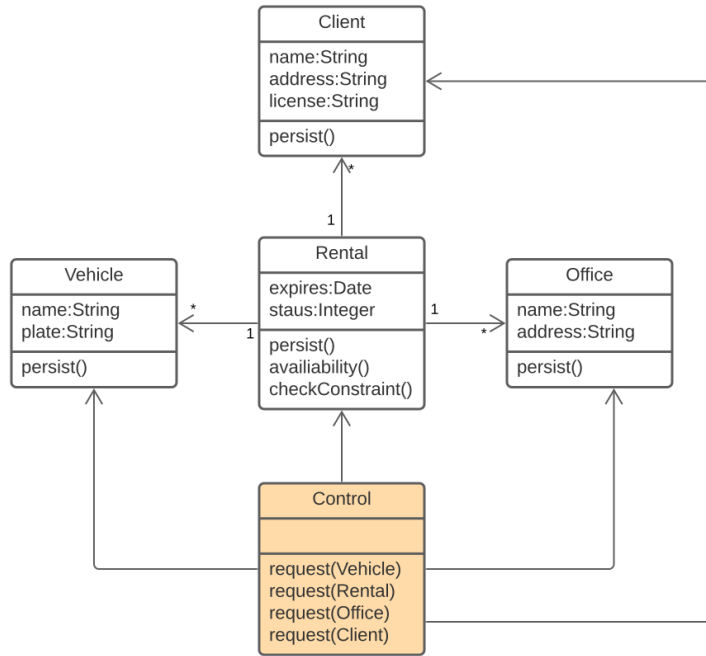 Client
name:String
address:String
license:String
persist()
*
1
Rental
expires:Date
staus:Integer
persist()
availiability()
checkConstraint()
Vehicle
name:String
plate:String
persist()
*
1
Office
name:String
address:String
persist()
1
*
Control
request(Vehicle)
request(Rental)
request(Office)
request(Client)